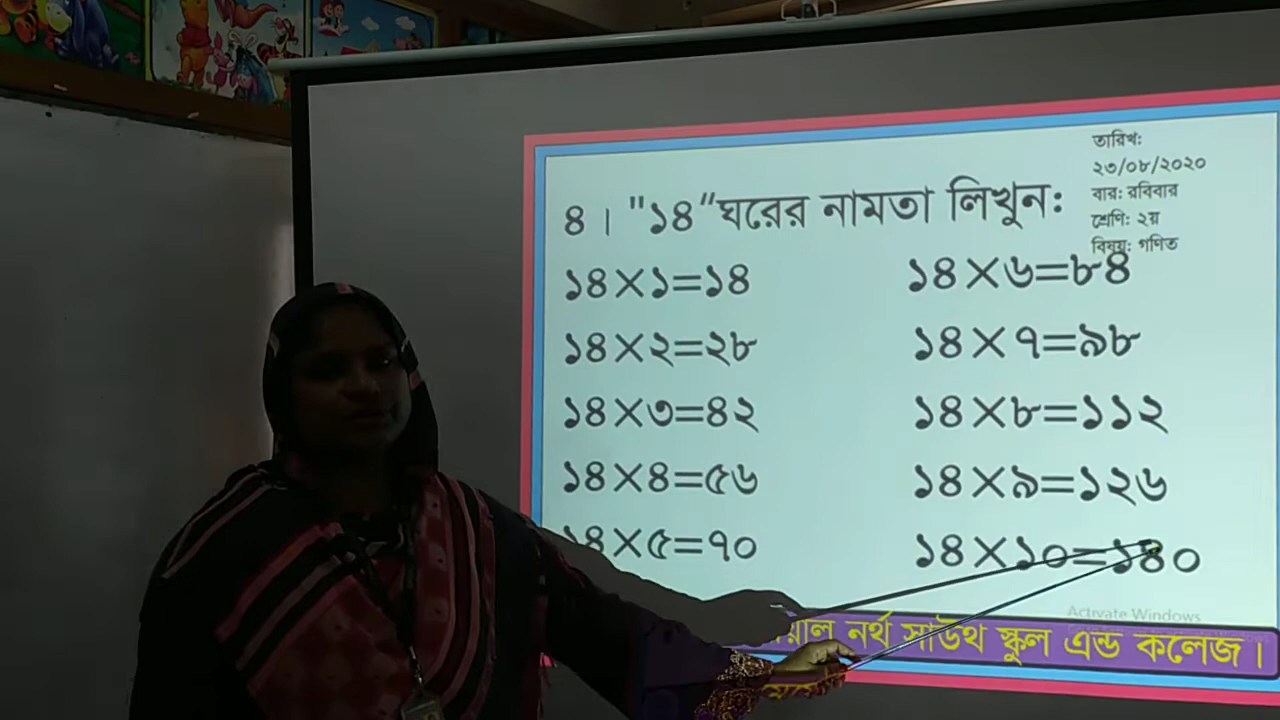 তারিখ:
২৩/০৮/২০২০
বার: রবিবার
শ্রেণি: ২য়
বিষয়: গণিত
৪। "১৪“ঘরের নামতা লিখুন:
১৪×১=১৪
১৪×২=২৮
১৪×৩=৪২
১৪×৪=৫৬
১৪×৫=৭০
১৪×৬=৮৪
১৪×৭=৯৮
১৪×৮=১১২
১৪×৯=১২৬
১৪×১০=১৪০
Activate Windows
নর্থ সাউথ স্কুল এন্ড কলেজ।